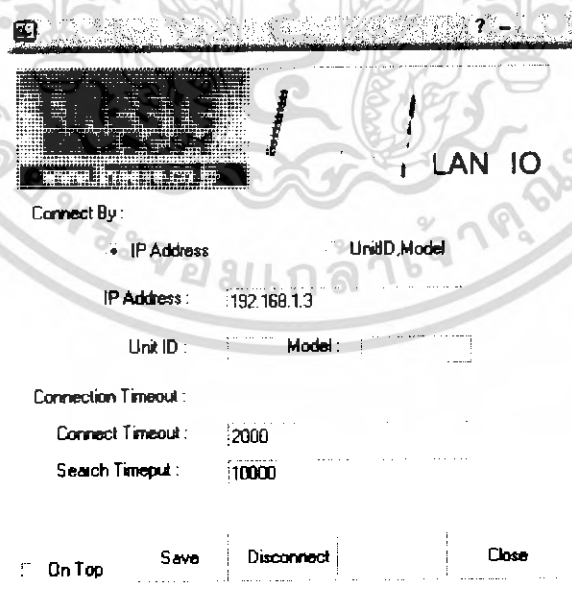 ? –
LAN IO
Connect By :
IP Address UnitID,Model
IP Address : 192.168.1.3
Unit ID : Model :
Connection Timeout :
Connect Timeout : 2000
Search Timeput : 10000
On Top Save Disconnect Close